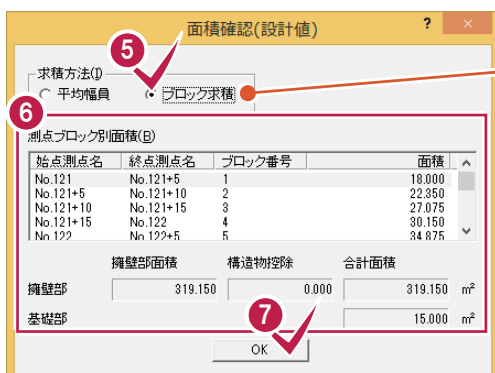 面積確認(設計値) ? ×
5
求積方法(I)
平均幅員 ブロック求積
6
測点ブロック別面積(B)
始点測点名 終点測点名 ブロック番号 面積
No.121 No.121+5 1 18.000
No.121+5 No.121+10 2 22.350
No.121+10 No.121+15 3 27.075
No.121+15 No.122 4 30.150
No.122 No.122+5 5 34.875
擁壁部面積 構造物控除 合計面積
擁壁部 319.150 0.000 319.150 m²
基礎部 15.000 m²
7
OK